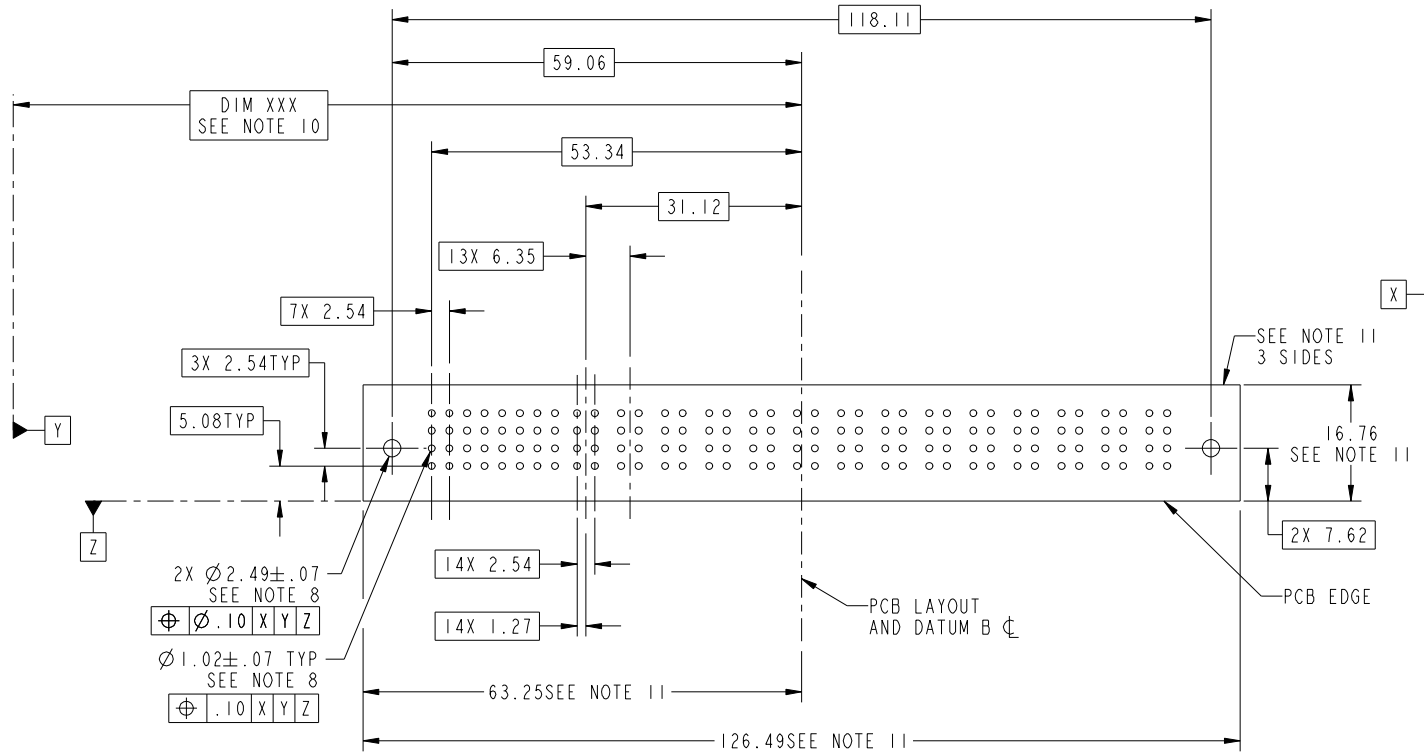 118.11
59.06
DIM XXX
SEE NOTE 10
53.34
31.12
13X 6.35
7X 2.54
X
SEE NOTE 11
3 SIDES
3X 2.54TYP
5.08TYP
Y
16.76
SEE NOTE 11
Z
2X 7.62
14X 2.54
2X Ø2.49±.07
SEE NOTE 8
⌖ Ø.10 X Y Z
PCB EDGE
PCB LAYOUT
AND DATUM B ℄
14X 1.27
Ø1.02±.07 TYP
SEE NOTE 8
⌖ .10 X Y Z
63.25SEE NOTE 11
126.49SEE NOTE 11